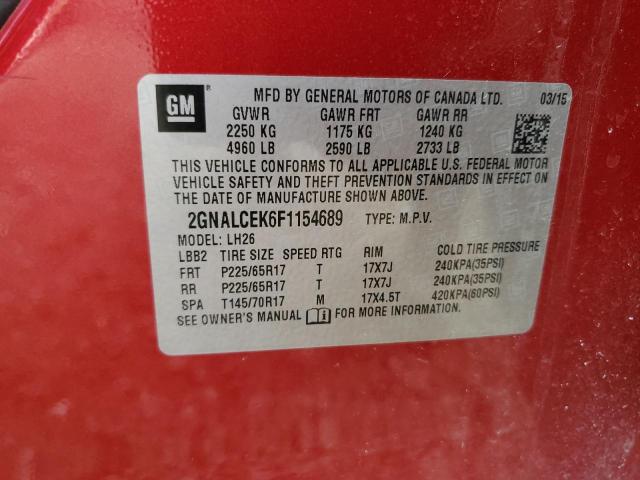 GM
MFD BY GENERAL MOTORS OF CANADA LTD. 03/15
GVWR GAWR FRT GAWR RR
2250 KG 1175 KG 1240 KG
4960 LB 2590 LB 2733 LB
THIS VEHICLE CONFORMS TO ALL APPLICABLE U.S. FEDERAL MOTOR
VEHICLE SAFETY AND THEFT PREVENTION STANDARDS IN EFFECT ON
THE DATE OF MANUFACTURE SHOWN ABOVE.
2GNALCEK6F1154689 TYPE: M.P.V.
MODEL: LH26
LBB2 TIRE SIZE SPEED RTG RIM COLD TIRE PRESSURE
FRT P225/65R17 T 17X7J 240KPA(35PSI)
RR P225/65R17 T 17X7J 240KPA(35PSI)
SPA T145/70R17 M 17X4.5T 420KPA(60PSI)
SEE OWNER'S MANUAL FOR MORE INFORMATION.